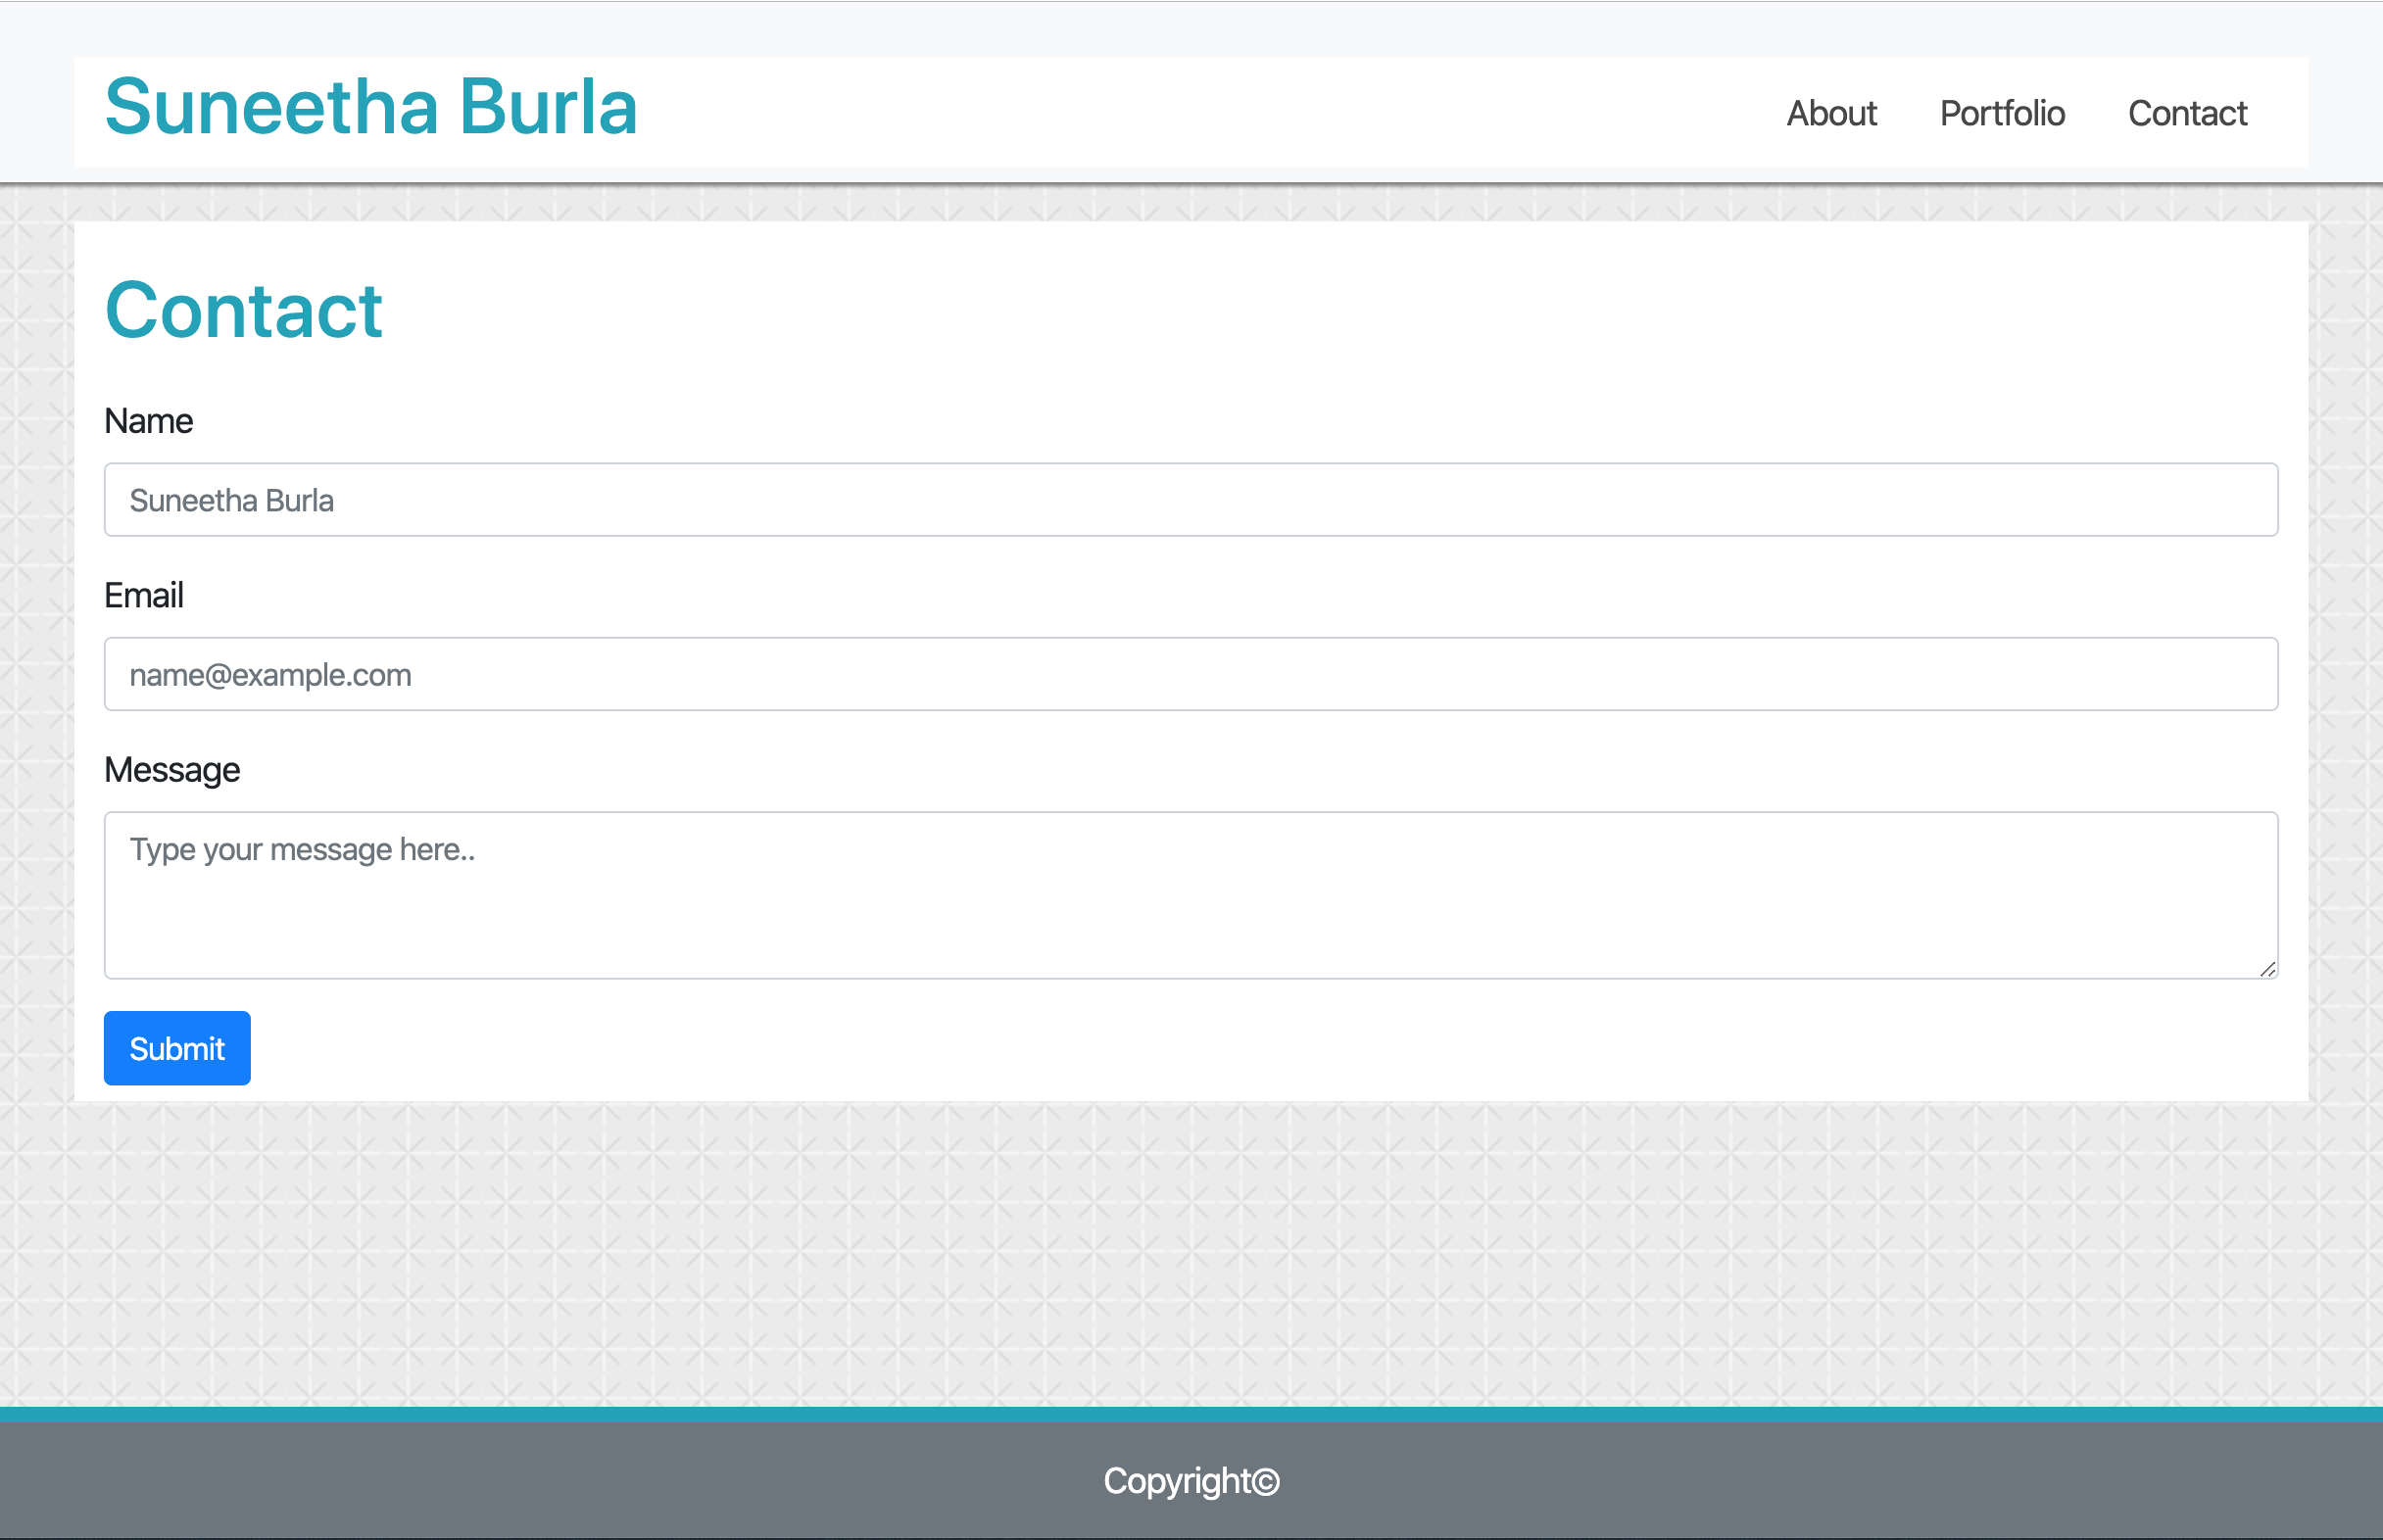 Suneetha Burla
About Portfolio Contact
Contact
Name
Suneetha Burla
Email
name@example.com
Message
Type your message here..
Submit
Copyright©